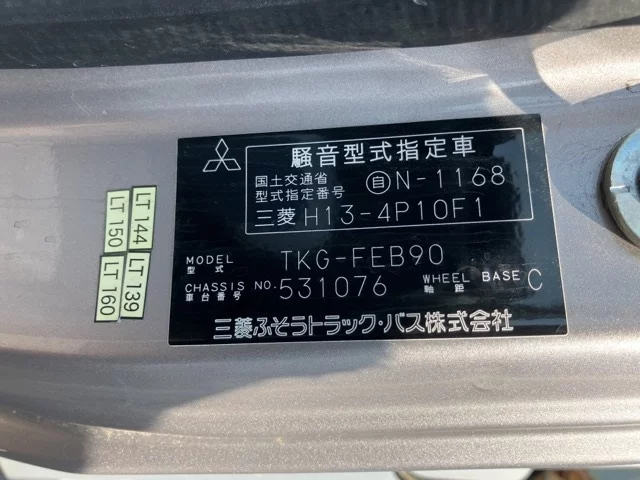 騒音型式指定車
国土交通省
型式指定番号 自N-1168
三菱 H13-4P10F1
MODEL
型式 TKG-FEB90
CHASSIS NO.
車台番号 531076
WHEEL BASE
軸距 C
三菱ふそうトラック・バス株式会社
LT 144
LT 150
LT 139
LT 160